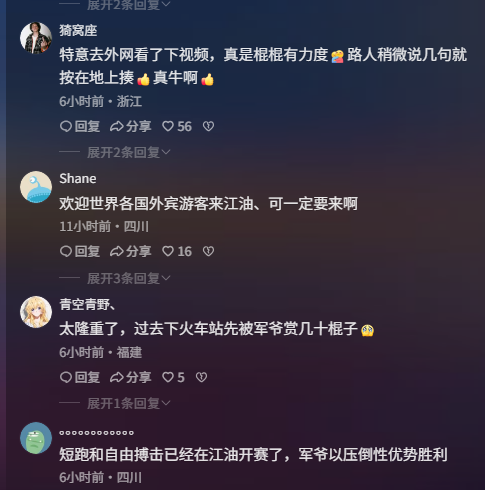 展开2条回复
猗窝座
特意去外网看了下视频，真是棍棍有力度路人稍微说几句就
按在地上揍👍真牛啊👍
6小时前·浙江
回复 分享 56
展开2条回复
Shane
欢迎世界各国外宾游客来江油、可一定要来啊
11小时前·四川
回复 分享 16
展开3条回复
青空青野、
太隆重了，过去下火车站先被军爷赏几十棍子
6小时前·福建
回复 分享 5
展开1条回复
。。。。。。。。。。。。
短跑和自由搏击已经在江油开赛了，军爷以压倒性优势胜利
6小时前·四川